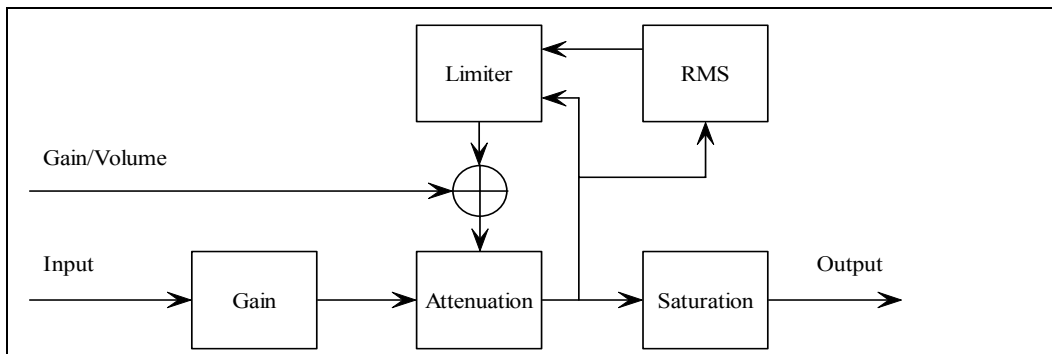 Limiter
RMS
Gain/Volume
Input
Output
Gain
Attenuation
Saturation